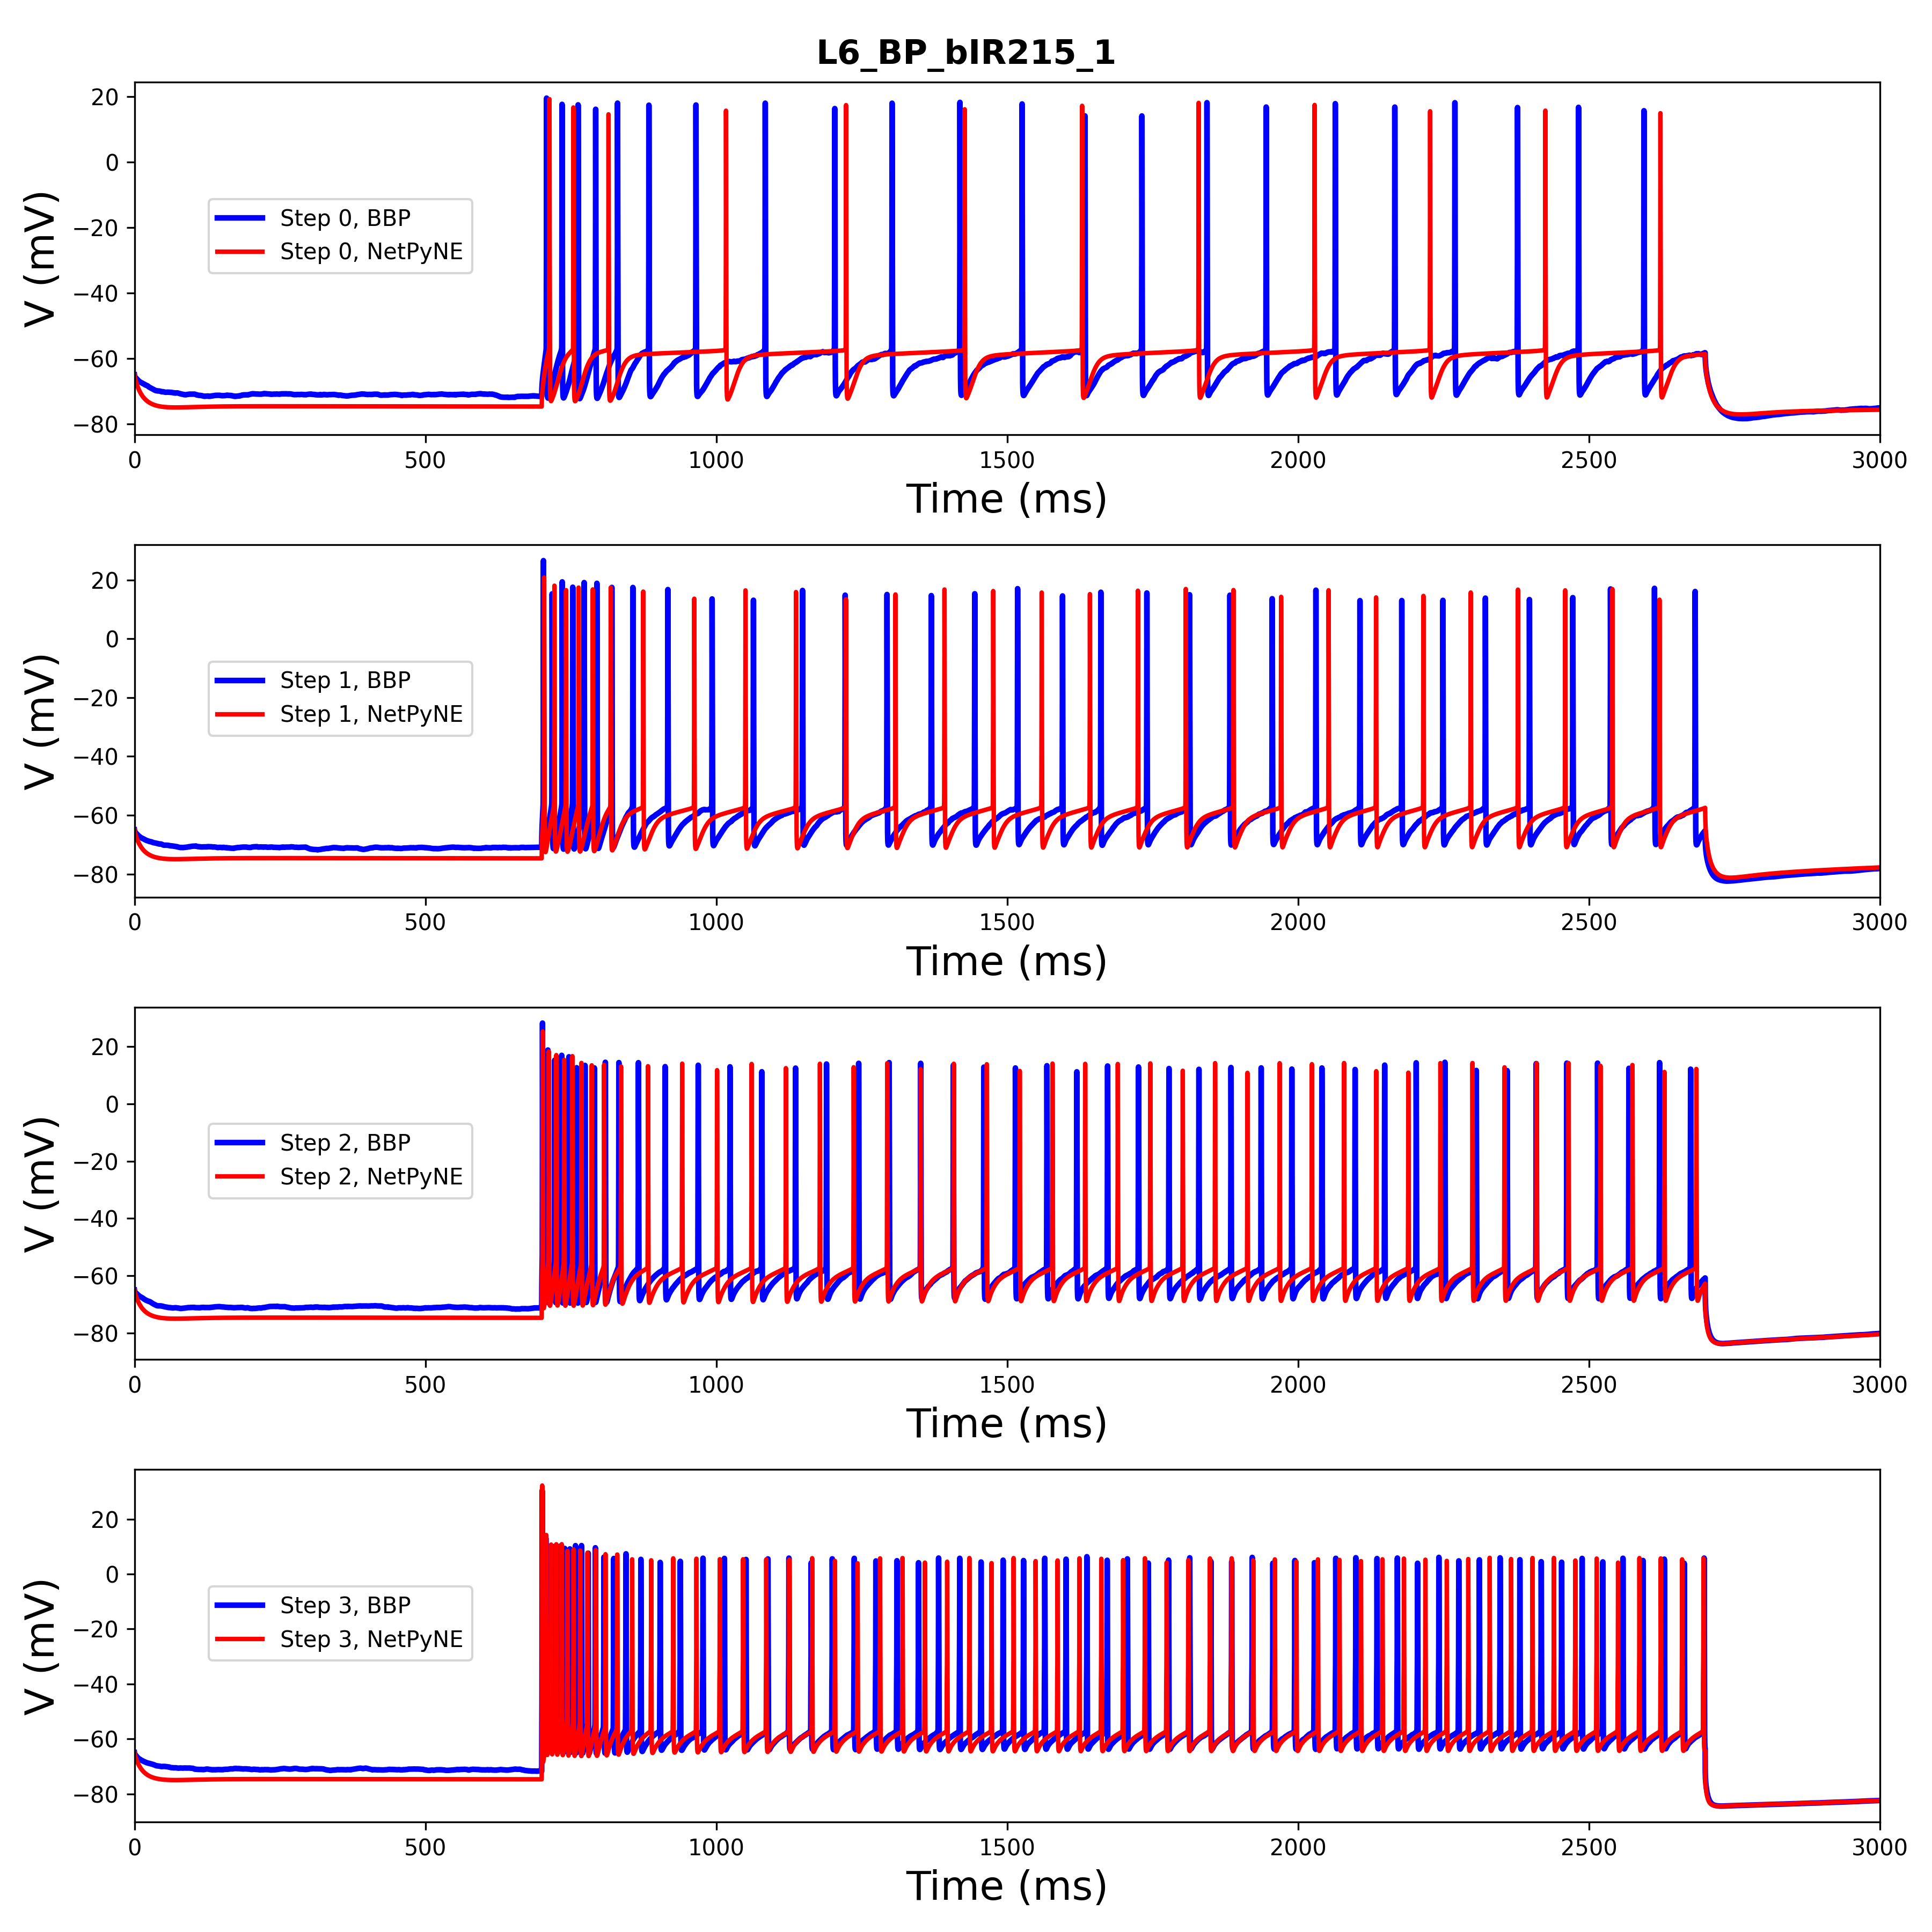 L6_BP_bIR215_1
20
0
−20
−40
−60
−80
V (mV)
Step 0, BBP
Step 0, NetPyNE
0 500 1000 1500 2000 2500 3000
Time (ms)
20
0
−20
−40
−60
−80
V (mV)
Step 1, BBP
Step 1, NetPyNE
0 500 1000 1500 2000 2500 3000
Time (ms)
20
0
−20
−40
−60
−80
V (mV)
Step 2, BBP
Step 2, NetPyNE
0 500 1000 1500 2000 2500 3000
Time (ms)
20
0
−20
−40
−60
−80
V (mV)
Step 3, BBP
Step 3, NetPyNE
0 500 1000 1500 2000 2500 3000
Time (ms)